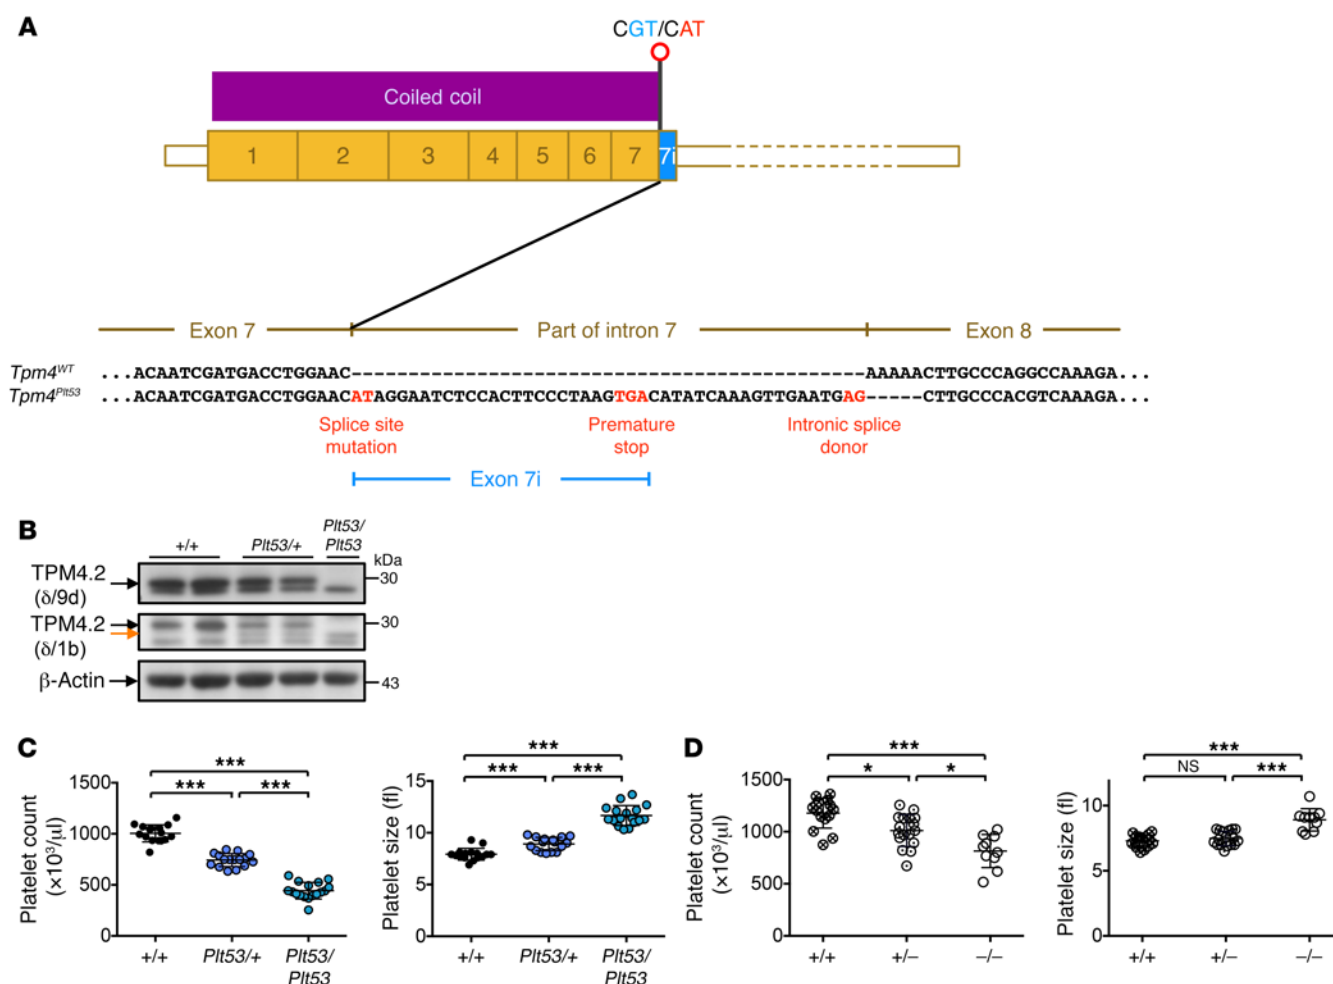 A
CGT/CAT
Coiled coil
1 2 3 4 5 6 7 7i
Exon 7 Part of intron 7 Exon 8
Tpm4WT ...ACAATCGATGACCTGGAAC------------------------------------------AAAAACTTGCCCAGGCCAAAGA...
Tpm4Plt53 ...ACAATCGATGACCTGGAACATAGGAATCTCCACTTCCCTAAGTGACATATCAAAGTTGAATGAG-----CTTGCCCACGTCAAAGA...
Splice site Premature Intronic splice
mutation stop donor
Exon 7i
B
+/+ Plt53/+ Plt53/
Plt53
kDa
TPM4.2
(δ/9d)
30
TPM4.2
(δ/1b)
30
β-Actin
43
C
Platelet count
(×10³/μl)
***
*** ***
1500
1000
500
0
+/+ Plt53/+ Plt53/
Plt53
Platelet size (fl)
***
*** ***
15
10
5
0
+/+ Plt53/+ Plt53/
Plt53
D
Platelet count
(×10³/μl)
***
* *
1500
1000
500
0
+/+ +/− −/−
Platelet size (fl)
***
NS ***
10
5
0
+/+ +/− −/−